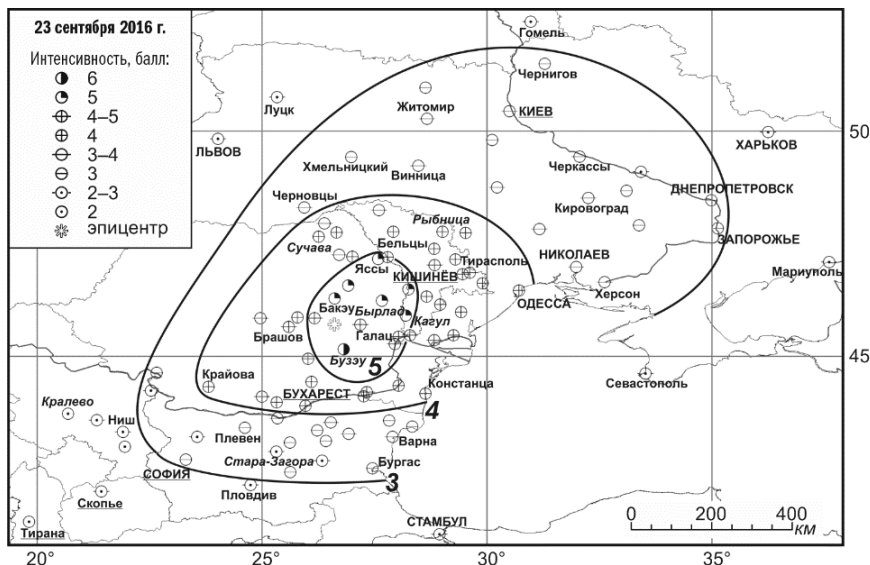 23 сентября 2016 г.
Интенсивность, балл:
6
5
4–5
4
3–4
3
2–3
2
эпицентр
Гомель
Чернигов
Луцк
Житомир
КИЕВ
ЛЬВОВ
ХАРЬКОВ
50
Хмельницкий
Винница
Черкассы
Черновцы
Кировоград
ДНЕПРОПЕТРОВСК
Рыбница
Сучава
Бельцы
ЗАПОРОЖЬЕ
Яссы
Тирасполь
НИКОЛАЕВ
КИШИНЁВ
Мариуполь
Бакэу
Бырлад
ОДЕССА
Херсон
Кагул
Брашов
Галац
Бузэу
5
45
Крайова
Севастополь
БУХАРЕСТ
Констанца
4
Кралево
Ниш
Плевен
Варна
Стара-Загора
Бургас
СОФИЯ
3
Скопье
Пловдив
Тирана
СТАМБУЛ
0 200 400
КМ
20° 25° 30° 35°